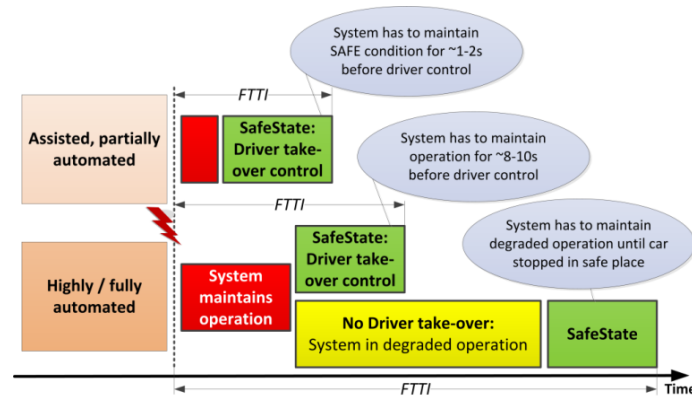 System has to maintain
SAFE condition for ~1-2s
before driver control
FTTI
Assisted, partially
automated
SafeState:
Driver take-
over control
System has to maintain
operation for ~8-10s
before driver control
FTTI
System has to maintain
degraded operation until car
stopped in safe place
SafeState:
Driver take-
over control
Highly / fully
automated
System
maintains
operation
No Driver take-over:
System in degraded operation
SafeState
FTTI
Time